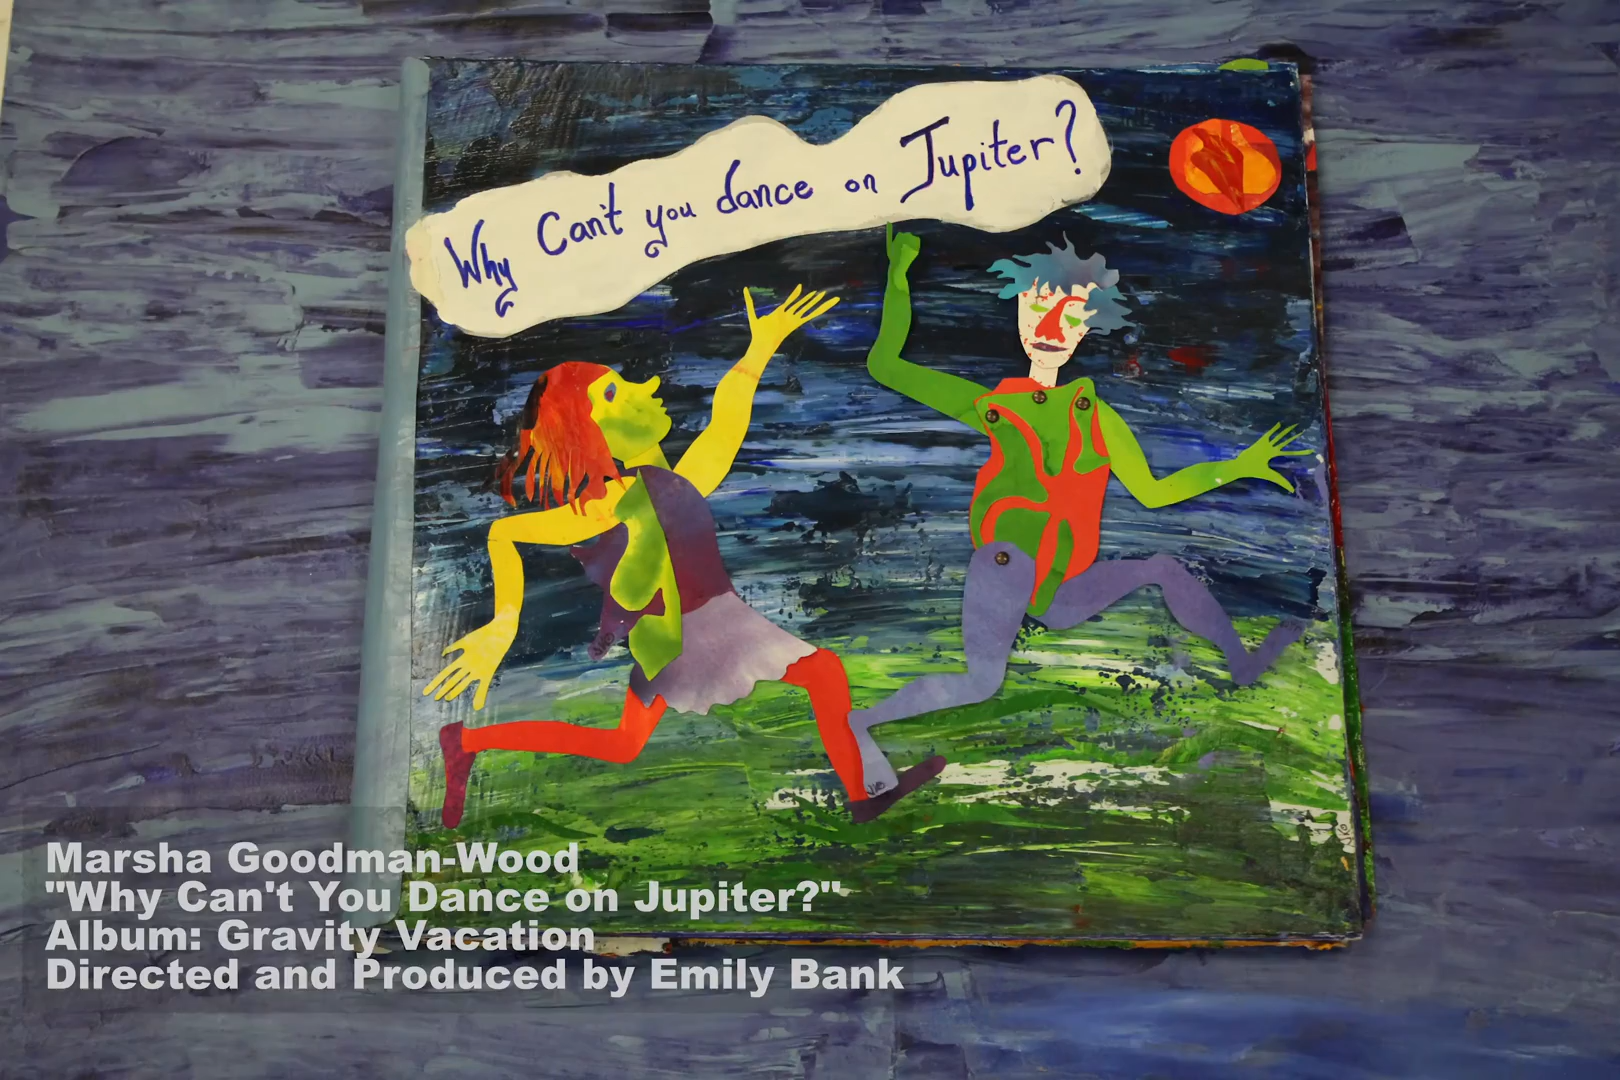 Why Can't you dance on Jupiter?
Marsha Goodman-Wood
"Why Can't You Dance on Jupiter?"
Album: Gravity Vacation
Directed and Produced by Emily Bank